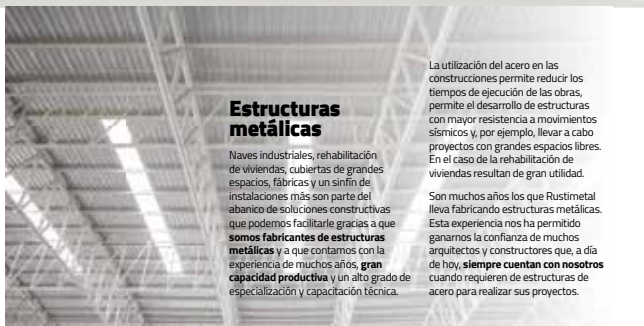 Estructuras
metálicas
Naves industriales, rehabilitación
de viviendas, cubiertas de grandes
espacios, fábricas y un sinfín de
instalaciones más son parte del
abanico de soluciones constructivas
que podemos facilitarle gracias a que
somos fabricantes de estructuras
metálicas y a que contamos con la
experiencia de muchos años, gran
capacidad productiva y un alto grado de
especialización y capacitación técnica.
La utilización del acero en las
construcciones permite reducir los
tiempos de ejecución de las obras,
permite el desarrollo de estructuras
con mayor resistencia a movimientos
sísmicos y, por ejemplo, llevar a cabo
proyectos con grandes espacios libres.
En el caso de la rehabilitación de
viviendas resultan de gran utilidad.
Son muchos años los que Rustimetal
lleva fabricando estructuras metálicas.
Esta experiencia nos ha permitido
ganarnos la confianza de muchos
arquitectos y constructores que, a día
de hoy, siempre cuentan con nosotros
cuando requieren de estructuras de
acero para realizar sus proyectos.